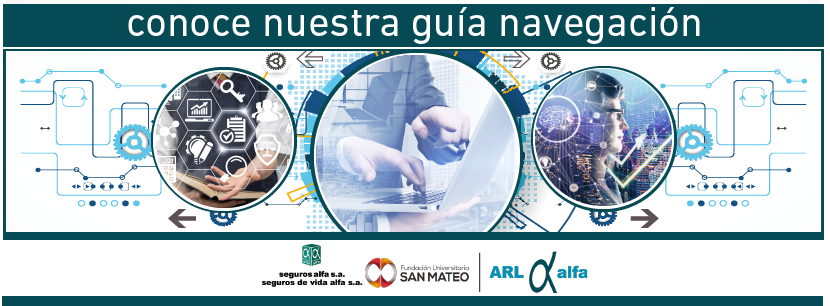 conoce nuestra guía navegación
seguros alfa s.a.
seguros de vida alfa s.a.
Fundación Universitaria
SAN MATEO
ARL alfa